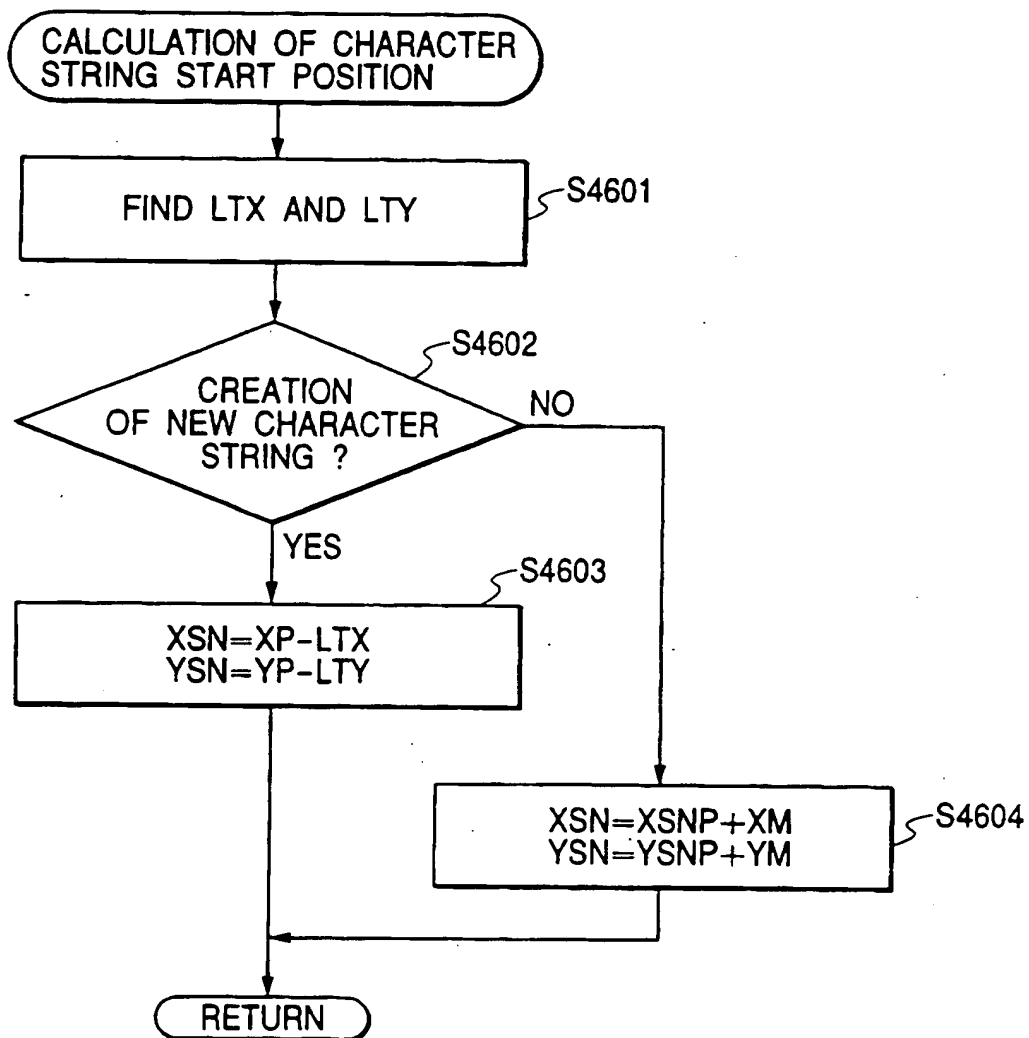 CALCULATION OF CHARACTER
STRING START POSITION
FIND LTX AND LTY
S4601
S4602
CREATION
OF NEW CHARACTER
STRING ?
NO
YES
S4603
XSN=XP-LTX
YSN=YP-LTY
XSN=XSNP+XM
YSN=YSNP+YM
S4604
RETURN